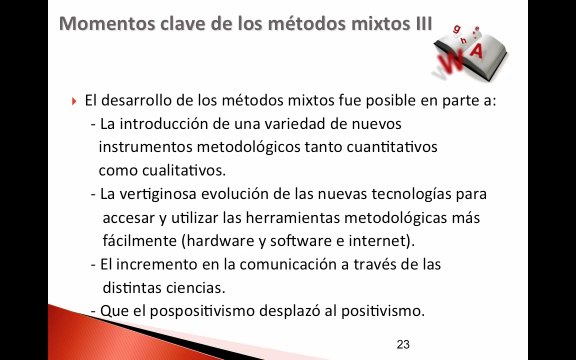 Momentos clave de los métodos mixtos III
El desarrollo de los métodos mixtos fue posible en parte a:
- La introducción de una variedad de nuevos
instrumentos metodológicos tanto cuantitativos
como cualitativos.
- La vertiginosa evolución de las nuevas tecnologías para
accesar y utilizar las herramientas metodológicas más
fácilmente (hardware y software e internet).
- El incremento en la comunicación a través de las
distintas ciencias.
- Que el pospositivismo desplazó al positivismo.
23